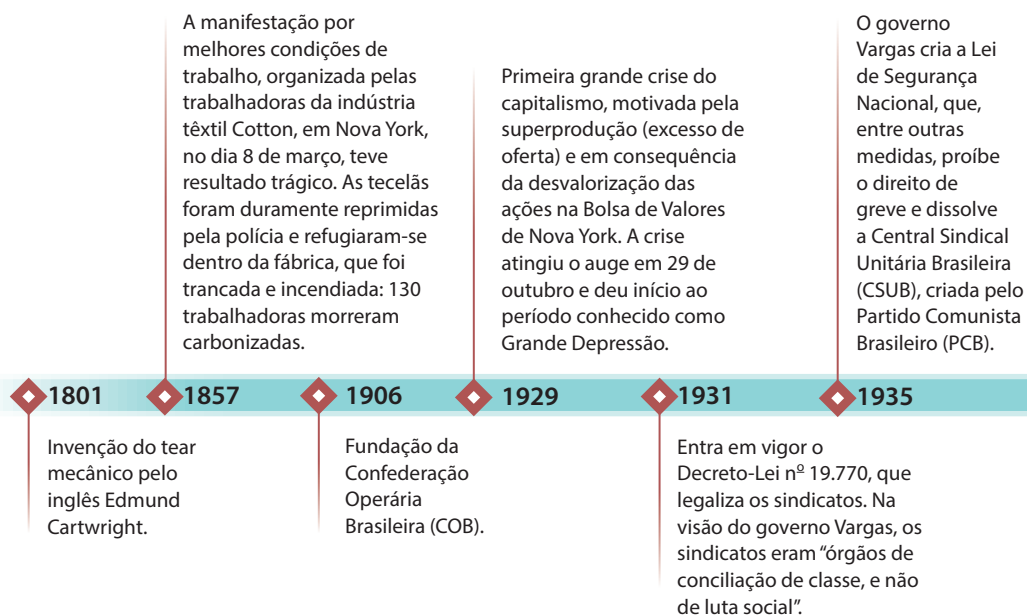 A manifestação por
melhores condições de
trabalho, organizada pelas
trabalhadoras da indústria
têxtil Cotton, em Nova York,
no dia 8 de março, teve
resultado trágico. As tecelãs
foram duramente reprimidas
pela polícia e refugiaram-se
dentro da fábrica, que foi
trancada e incendiada: 130
trabalhadoras morreram
carbonizadas.
Primeira grande crise do
capitalismo, motivada pela
superprodução (excesso de
oferta) e em consequência
da desvalorização das
ações na Bolsa de Valores
de Nova York. A crise
atingiu o auge em 29 de
outubro e deu início ao
período conhecido como
Grande Depressão.
O governo
Vargas cria a Lei
de Segurança
Nacional, que,
entre outras
medidas, proíbe
o direito de
greve e dissolve
a Central Sindical
Unitária Brasileira
(CSUB), criada pelo
Partido Comunista
Brasileiro (PCB).
1801 1857 1906 1929 1931 1935
Invenção do tear
mecânico pelo
inglês Edmund
Cartwright.
Fundação da
Confederação
Operária
Brasileira (COB).
Entra em vigor o
Decreto-Lei nº 19.770, que
legaliza os sindicatos. Na
visão do governo Vargas, os
sindicatos eram “órgãos de
conciliação de classe, e não
de luta social”.